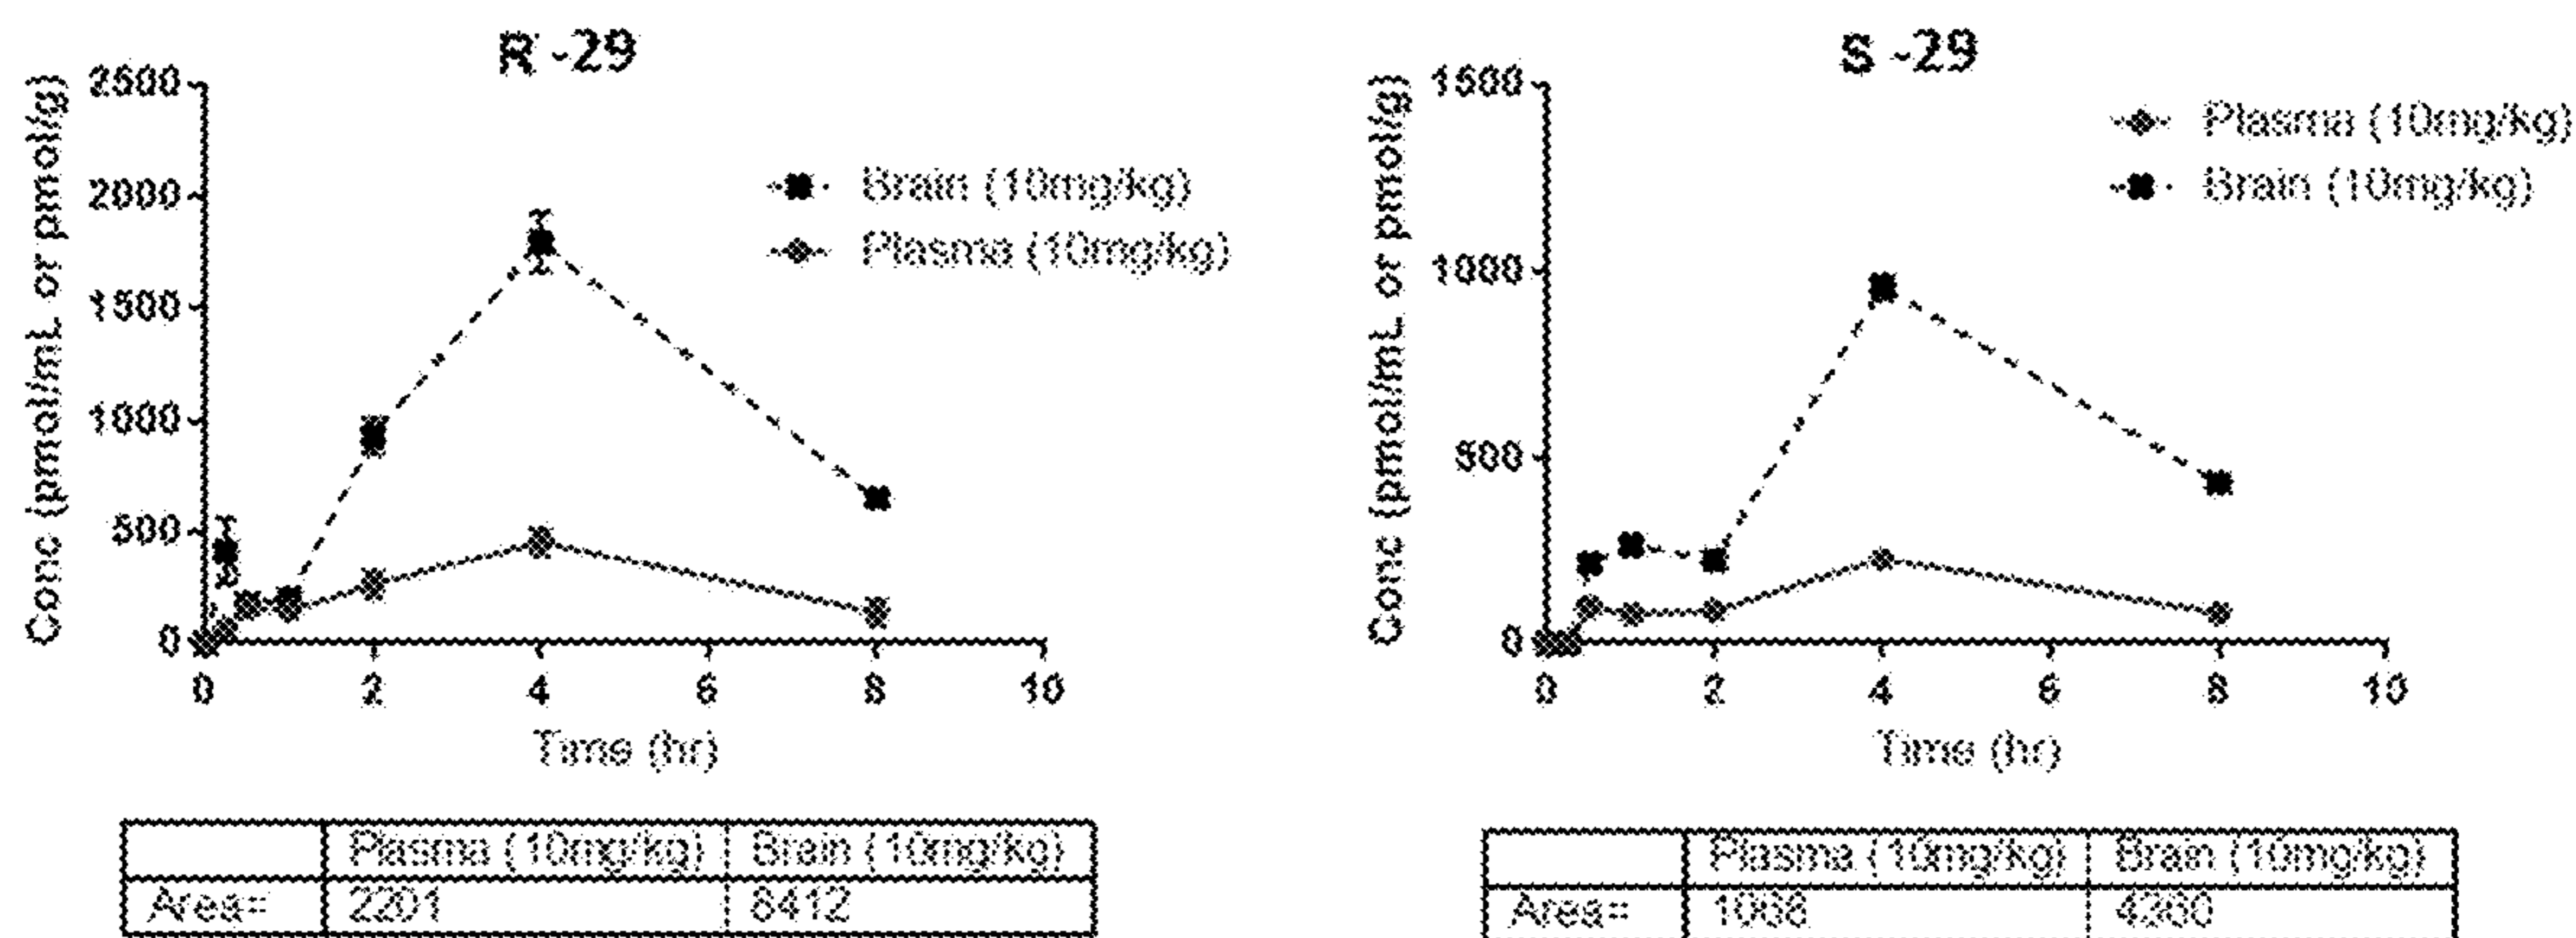 R -29
Conc (pmol/mL or pmol/g)
2500
2000
1500
1000
500
0
0 2 4 6 8 10
Time (hr)
Brain (10mg/kg)
Plasma (10mg/kg)
Plasma (10mg/kg) Brain (10mg/kg)
Area= 2201 8412
S -29
Conc (pmol/mL or pmol/g)
1500
1000
500
0
0 2 4 6 8 10
Time (hr)
Plasma (10mg/kg)
Brain (10mg/kg)
Plasma (10mg/kg) Brain (10mg/kg)
Area=